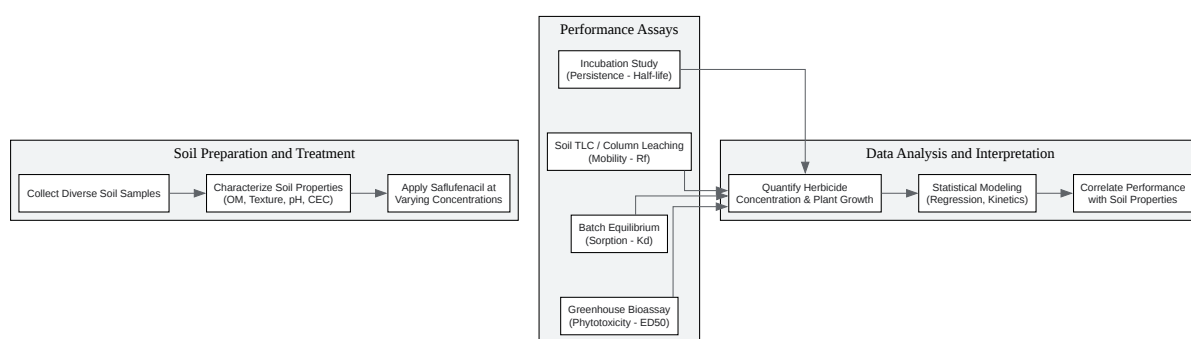 Performance Assays
Incubation Study
(Persistence - Half-life)
Soil TLC / Column Leaching
(Mobility - Rf)
Batch Equilibrium
(Sorption - Kd)
Greenhouse Bioassay
(Phytotoxicity - ED50)
Soil Preparation and Treatment
Collect Diverse Soil Samples
Characterize Soil Properties
(OM, Texture, pH, CEC)
Apply Saflufenacil at
Varying Concentrations
Data Analysis and Interpretation
Quantify Herbicide
Concentration & Plant Growth
Statistical Modeling
(Regression, Kinetics)
Correlate Performance
with Soil Properties